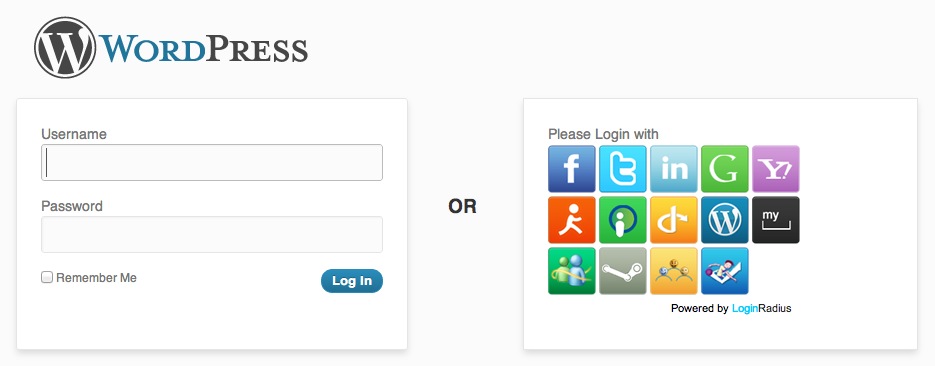 WORDPRESS
Username
Password
Remember Me
Log In
OR
Please Login with
f t in G Y!
W my
Powered by LoginRadius